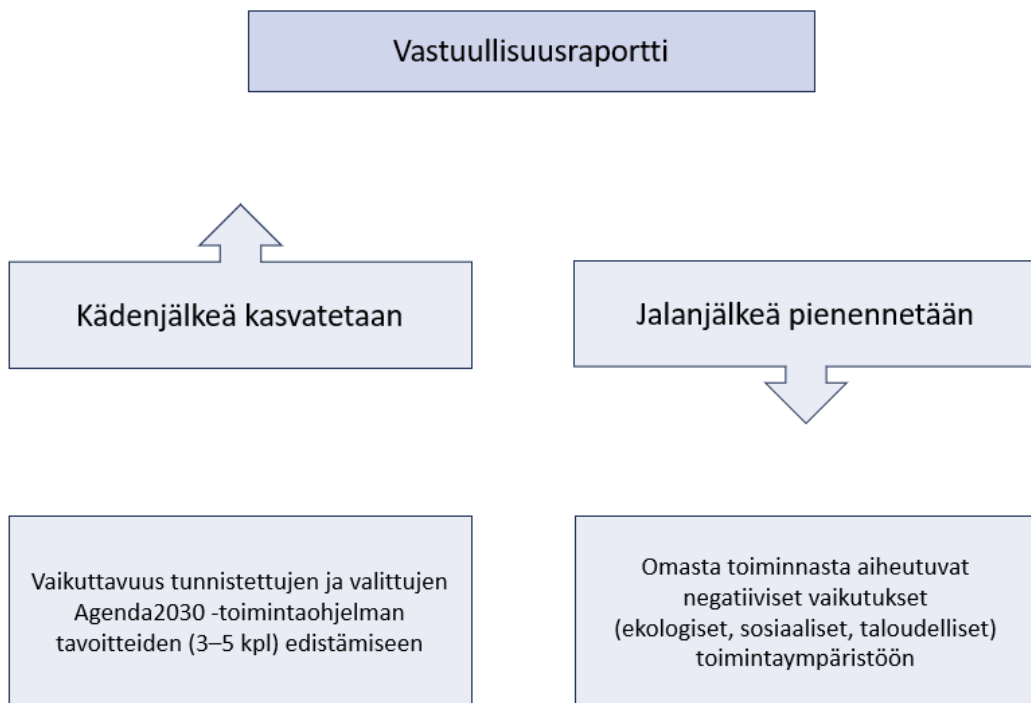 Vastuullisuusraportti
Kädenjälkeä kasvatetaan
Jalanjälkeä pienennetään
Vaikuttavuus tunnistettujen ja valittujen
Agenda2030 -toimintaohjelman
tavoitteiden (3–5 kpl) edistämiseen
Omasta toiminnasta aiheutuvat
negatiiviset vaikutukset
(ekologiset, sosiaaliset, taloudelliset)
toimintaympäristöön